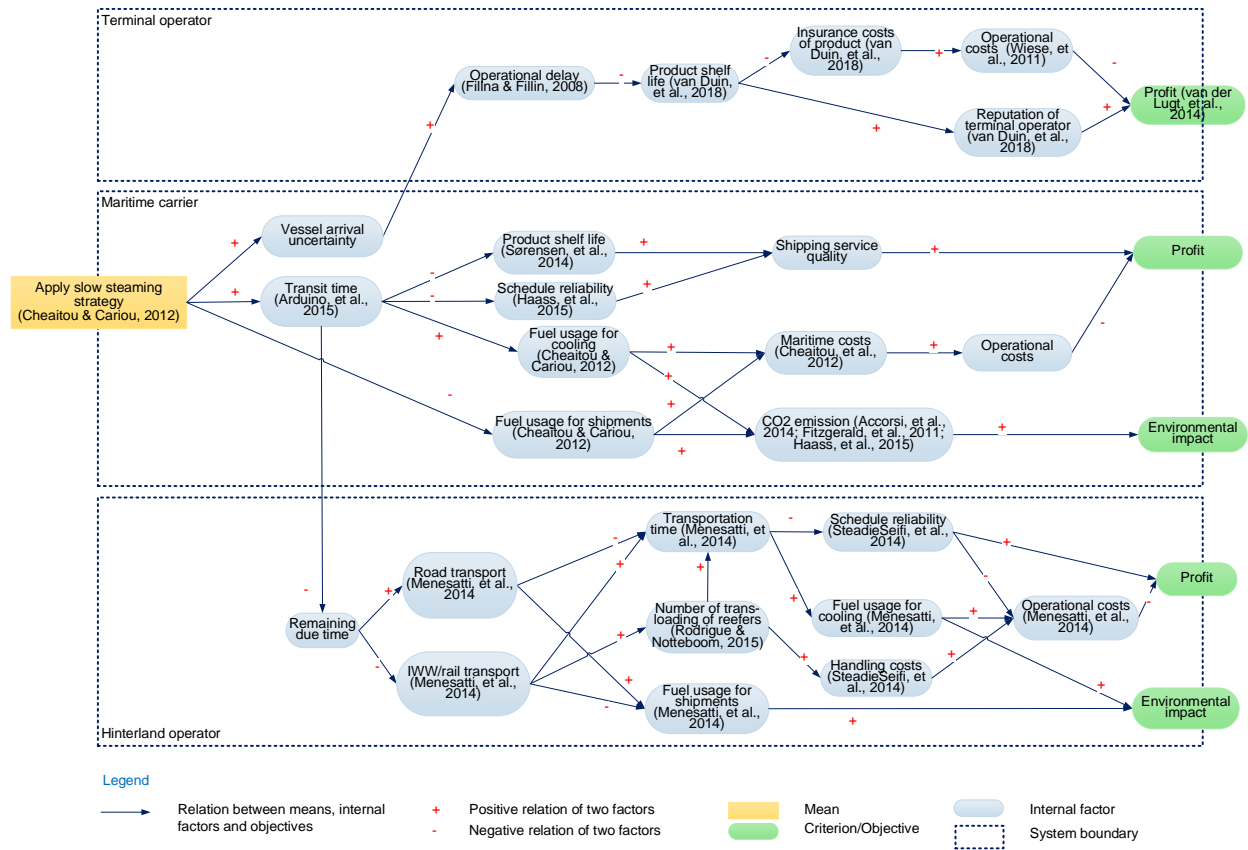 Terminal operator
Operational delay
(Fillna & Fillin, 2008)
Product shelf
life (van Duin,
et al., 2018)
Insurance costs
of product (van
Duin, et al.,
2018)
Operational
costs (Wiese, et
al., 2011)
Reputation of
terminal operator
(van Duin, et al.,
2018)
Profit (van der
Lugt, et al.,
2014)
+
-
-
+
-
+
+
Maritime carrier
Apply slow steaming
strategy
(Cheaitou & Cariou, 2012)
Vessel arrival
uncertainty
Transit time
(Arduino, et al.,
2015)
Product shelf life
(Sørensen, et al.,
2014)
Schedule reliability
(Haass, et al.,
2015)
Fuel usage for
cooling
(Cheaitou &
Cariou, 2012)
Fuel usage for shipments
(Cheaitou & Cariou,
2012)
Shipping service
quality
Maritime costs
(Cheaitou, et al.,
2012)
CO2 emission (Accorsi, et al.,
2014; Fitzgerald, et al., 2011;
Haass, et al., 2015)
Operational
costs
Profit
Environmental
impact
+
+
-
-
-
+
+
+
+
+
+
+
+
+
-
+
-
Hinterland operator
Remaining
due time
Road transport
(Menesatti, et al.,
2014
IWW/rail transport
(Menesatti, et al.,
2014)
Transportation
time (Menesatti, et
al., 2014)
Number of trans-
loading of reefers
(Rodrigue &
Notteboom, 2015)
Fuel usage for
shipments
(Menesatti, et al.,
2014)
Schedule reliability
(SteadieSeifi, et al.,
2014)
Fuel usage for
cooling (Menesatti,
et al., 2014)
Handling costs
(SteadieSeifi, et
al., 2014)
Operational costs
(Menesatti, et al.,
2014)
Profit
Environmental
impact
+
-
-
+
+
+
+
-
-
+
+
+
-
+
+
+
+
-
+
Legend
Relation between means, internal
factors and objectives
+ Positive relation of two factors
- Negative relation of two factors
Mean
Criterion/Objective
Internal factor
System boundary